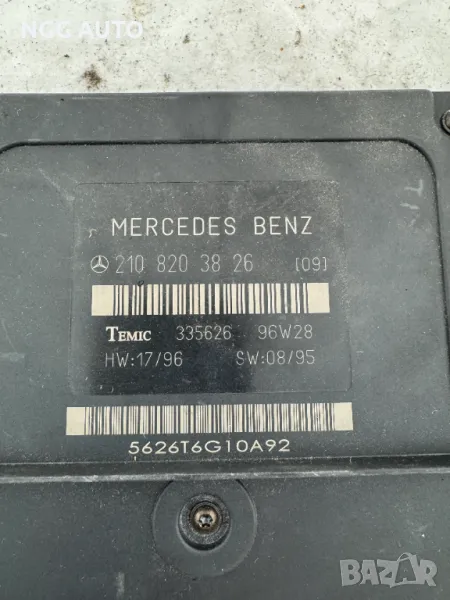 NGG AUTO
MERCEDES BENZ
210 820 38 26 [09]
TEMIC 335626 96W28
HW:17/96 SW:08/95
5626T6G10A92
BAZAR